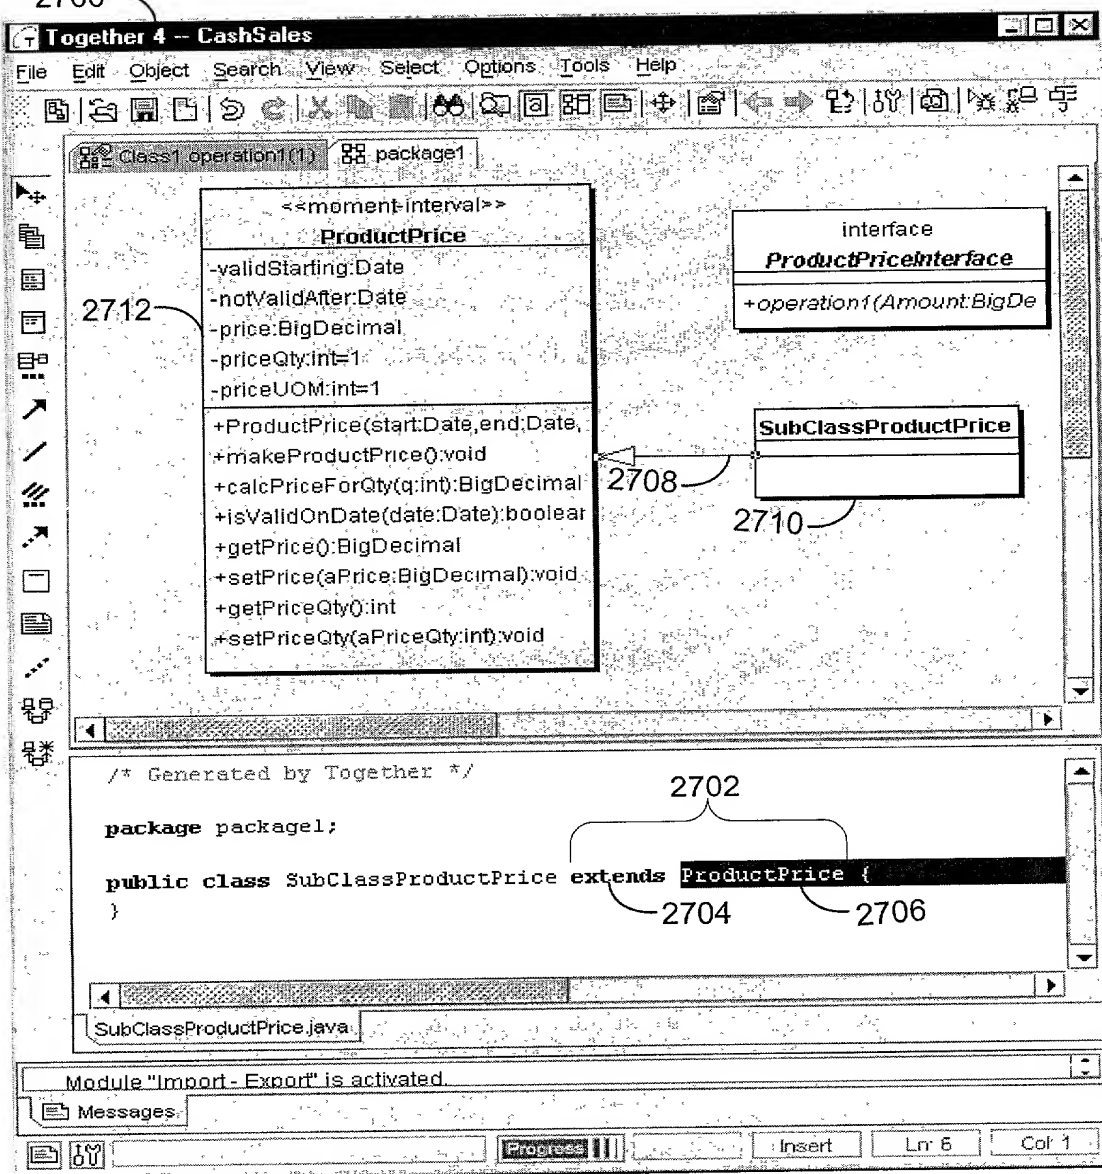 2700
Together 4 -- CashSales
File Edit Object Search View Select Options Tools Help
Class1.operation1(1) package1
<<moment-interval>>
ProductPrice
-validStarting:Date
-notValidAfter:Date
-price:BigDecimal
-priceQty:int=1
-priceUOM:int=1
+ProductPrice(start:Date,end:Date,
+makeProductPrice():void
+calcPriceForQty(q:int):BigDecimal
+isValidOnDate(date:Date):boolear
+getPrice():BigDecimal
+setPrice(aPrice:BigDecimal):void
+getPriceQty():int
+setPriceQty(aPriceQty:int):void
2712
interface
ProductPriceInterface
+operation1(Amount:BigDe
SubClassProductPrice
2708
2710
/* Generated by Together */
2702
package package1;
public class SubClassProductPrice extends ProductPrice {
}
2704
2706
SubClassProductPrice.java
Module "Import - Export" is activated.
Messages
Progress Insert Ln: 6 Col: 1